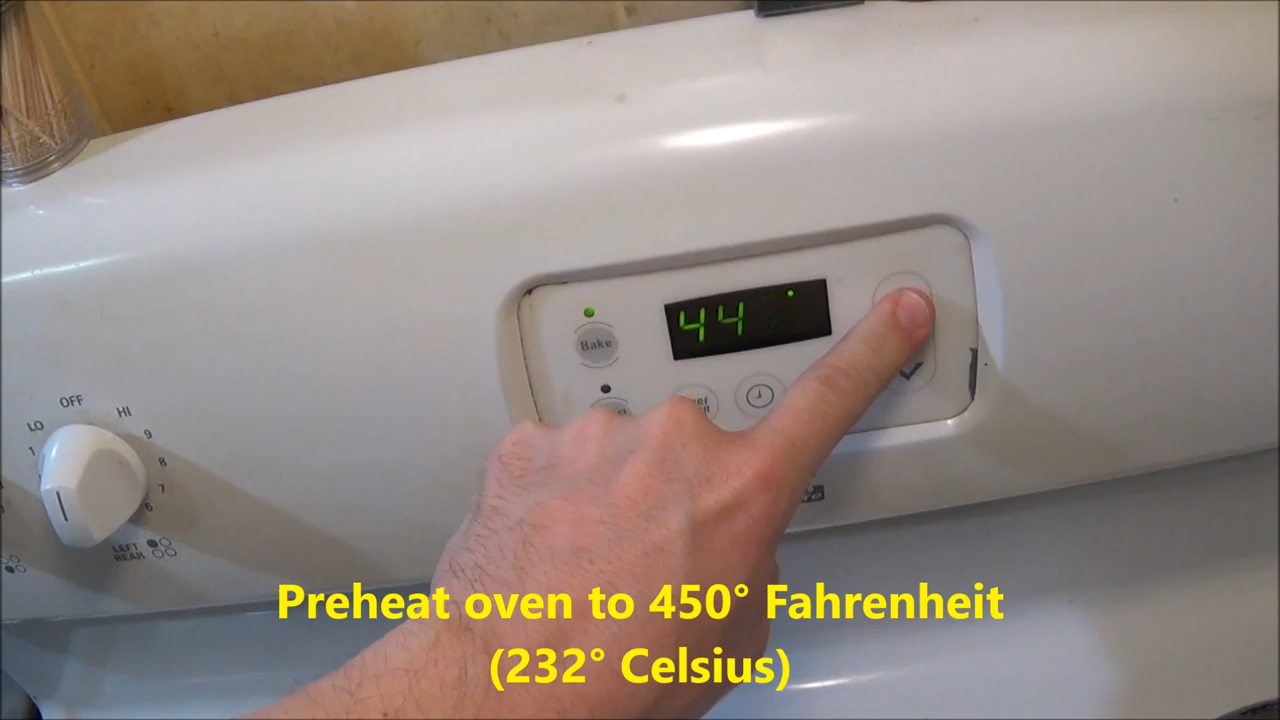 44
Bake
OFF
LO
HI
1
9
8
7
6
LEFT
REAR
Preheat oven to 450° Fahrenheit
(232° Celsius)